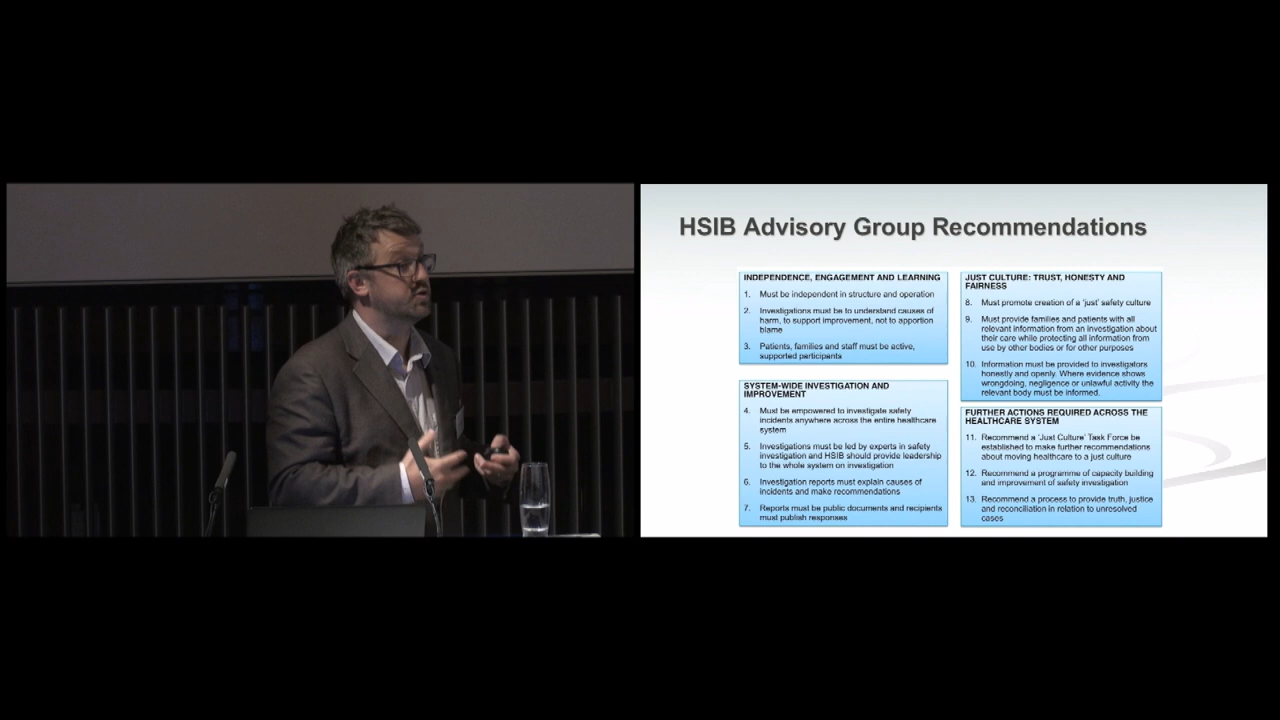 HSIB Advisory Group Recommendations
INDEPENDENCE, ENGAGEMENT AND LEARNING
1. Must be independent in structure and operation
2. Investigations must be to understand causes of
harm, to support improvement, not to apportion
blame
3. Patients, families and staff must be active,
supported participants
SYSTEM-WIDE INVESTIGATION AND
IMPROVEMENT
4. Must be empowered to investigate safety
incidents anywhere across the entire healthcare
system
5. Investigations must be led by experts in safety
investigation and HSIB should provide leadership
to the whole system on investigation
6. Investigation reports must explain causes of
incidents and make recommendations
7. Reports must be public documents and recipients
must publish responses
JUST CULTURE: TRUST, HONESTY AND
FAIRNESS
8. Must promote creation of a 'just' safety culture
9. Must provide families and patients with all
relevant information from an investigation about
their care while protecting all information from
use by other bodies or for other purposes
10. Information must be provided to investigators
honestly and openly. Where evidence shows
wrongdoing, negligence or unlawful activity the
relevant body must be informed.
FURTHER ACTIONS REQUIRED ACROSS THE
HEALTHCARE SYSTEM
11. Recommend a 'Just Culture' Task Force be
established to make further recommendations
about moving healthcare to a just culture
12. Recommend a programme of capacity building
and improvement of safety investigation
13. Recommend a process to provide truth, justice
and reconciliation in relation to unresolved
cases